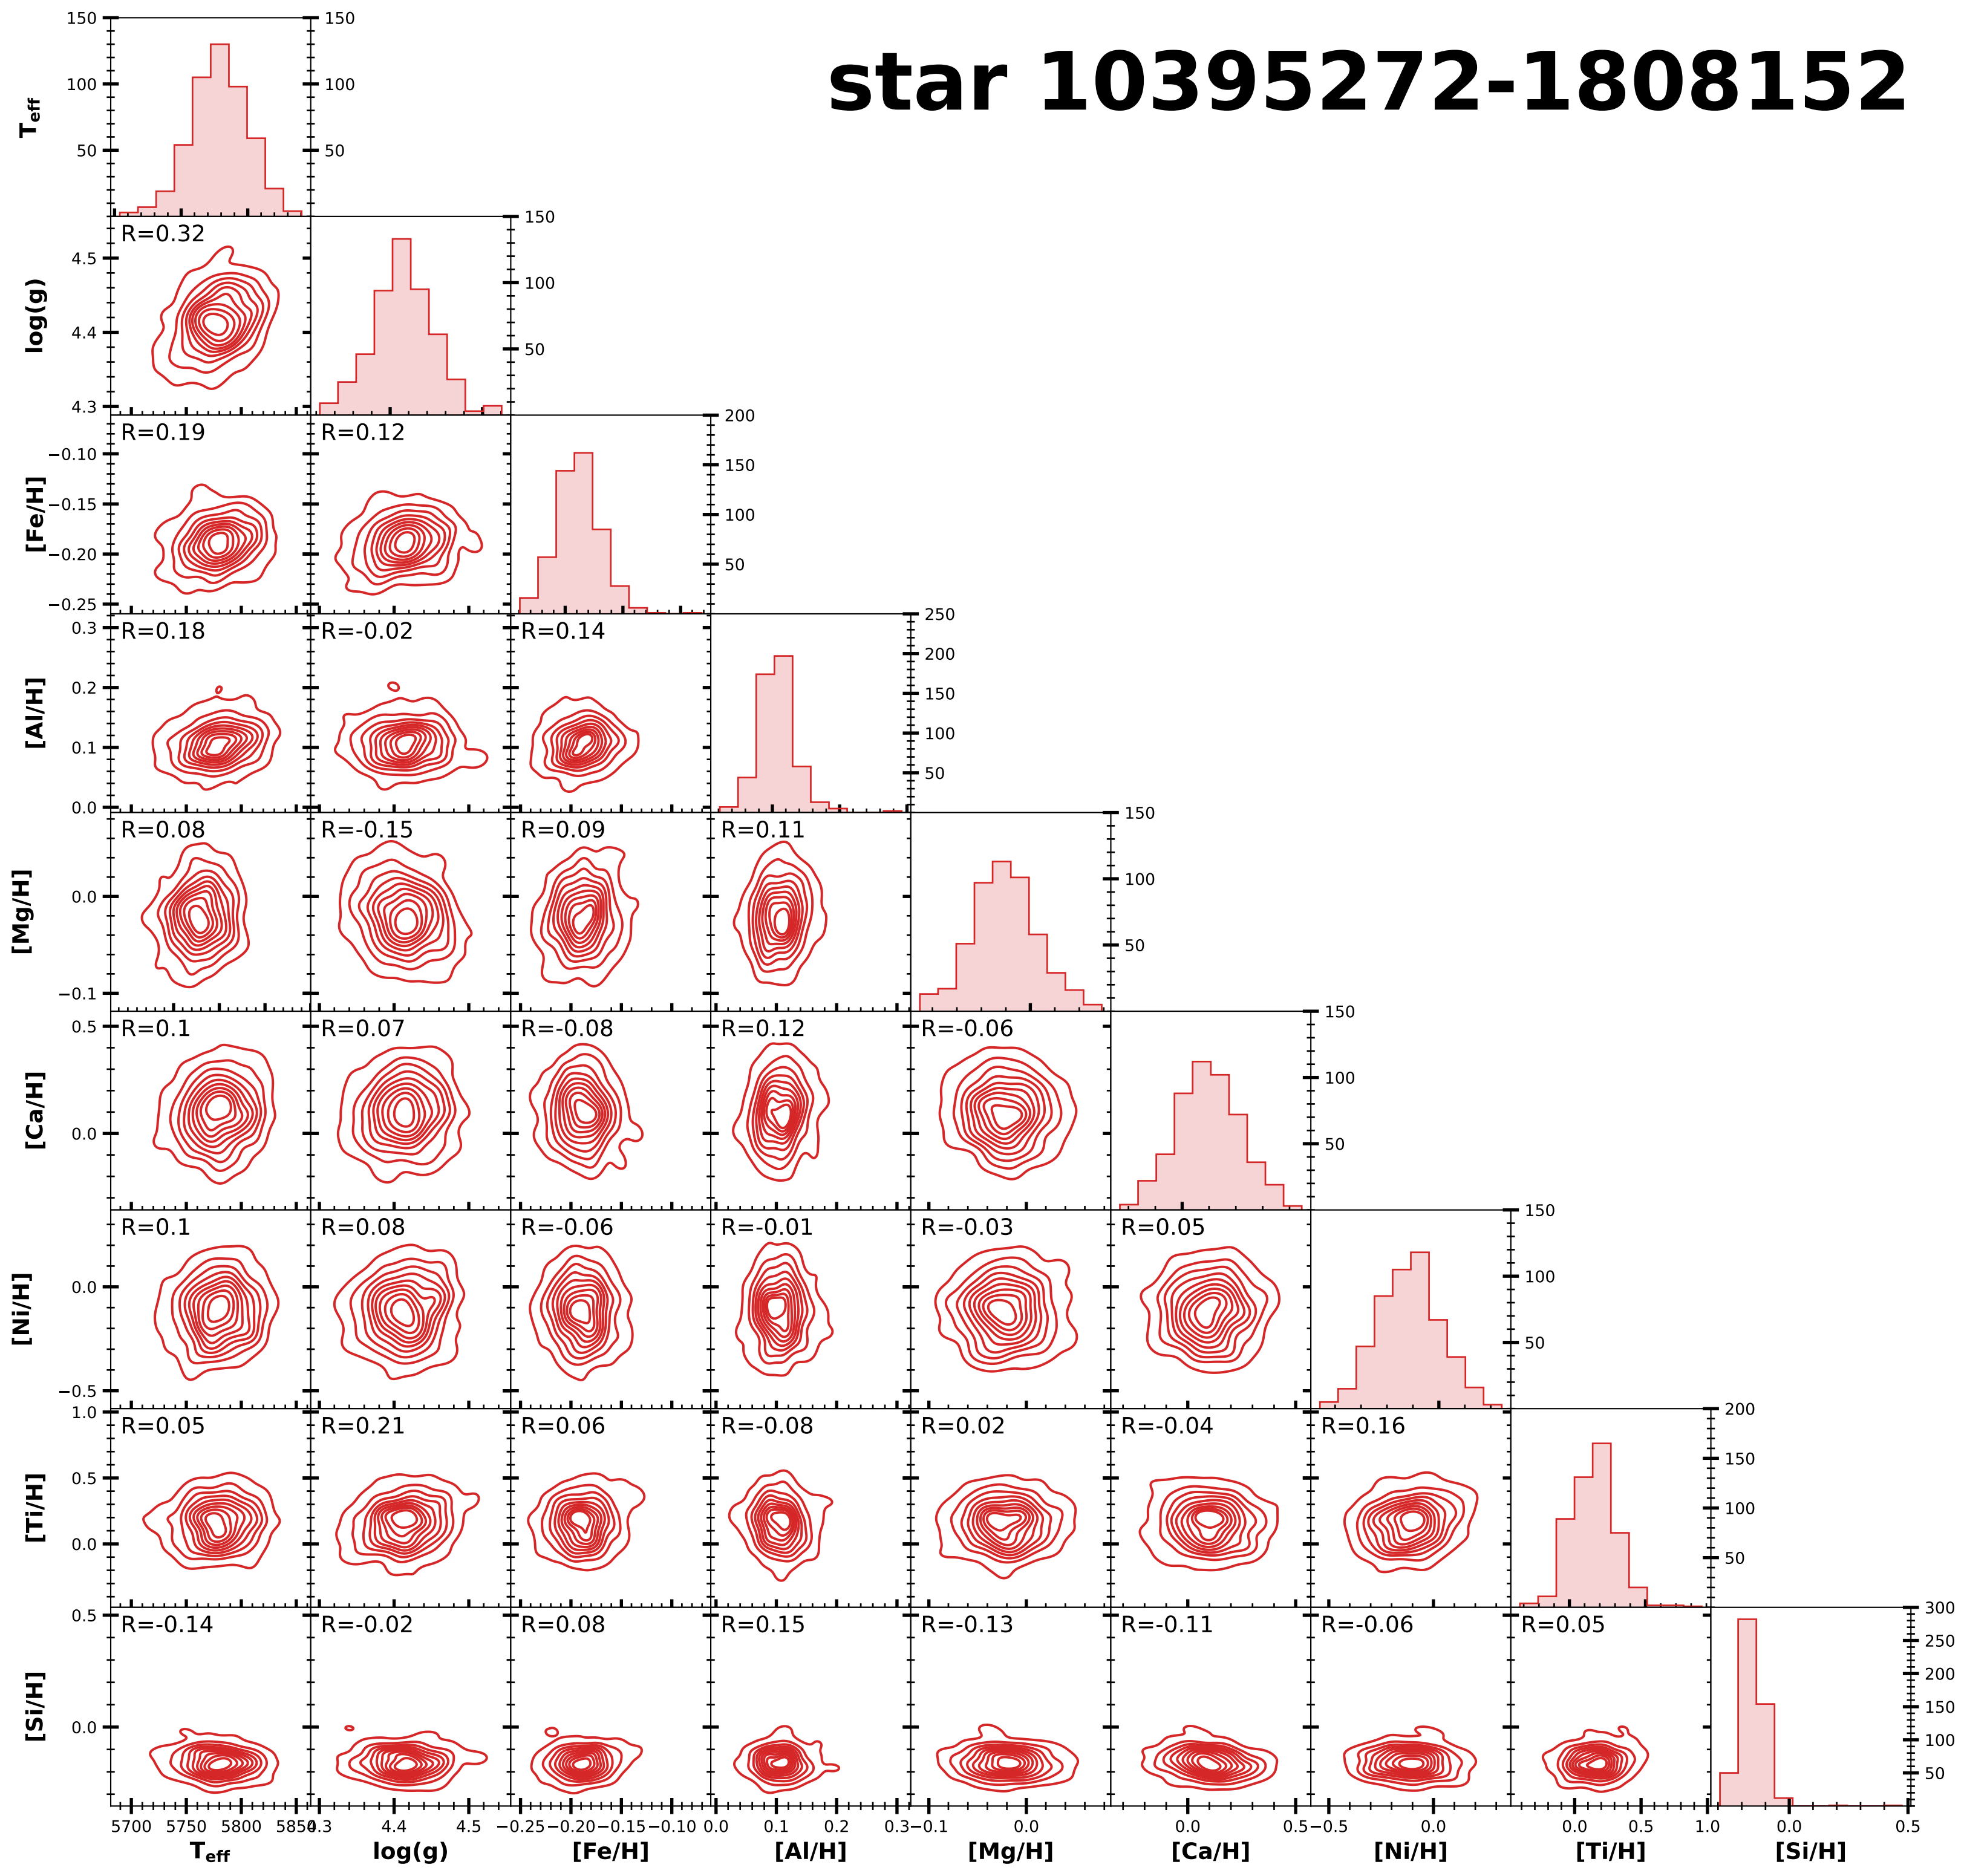 star 10395272-1808152
150
100
50
T_eff
150
100
50
R=0.32
4.5
4.4
4.3
log(g)
150
100
50
R=0.19
R=0.12
−0.10
−0.15
−0.20
−0.25
[Fe/H]
200
150
100
50
R=0.18
R=-0.02
R=0.14
0.3
0.2
0.1
0.0
[Al/H]
250
200
150
100
50
R=0.08
R=-0.15
R=0.09
R=0.11
0.0
−0.1
[Mg/H]
150
100
50
R=0.1
R=0.07
R=-0.08
R=0.12
R=-0.06
0.5
0.0
[Ca/H]
150
100
50
R=0.1
R=0.08
R=-0.06
R=-0.01
R=-0.03
R=0.05
0.0
−0.5
[Ni/H]
150
100
50
R=0.05
R=0.21
R=0.06
R=-0.08
R=0.02
R=-0.04
R=0.16
1.0
0.5
0.0
[Ti/H]
200
150
100
50
R=-0.14
R=-0.02
R=0.08
R=0.15
R=-0.13
R=-0.11
R=-0.06
R=0.05
0.5
0.0
[Si/H]
300
250
200
150
100
50
5700 5750 5800 5850
4.3 4.4 4.5
−0.25 −0.20 −0.15 −0.10
0.0 0.1 0.2 0.3
−0.1 0.0
0.0 0.5
−0.5 0.0
0.0 0.5 1.0
0.0 0.5
T_eff
log(g)
[Fe/H]
[Al/H]
[Mg/H]
[Ca/H]
[Ni/H]
[Ti/H]
[Si/H]